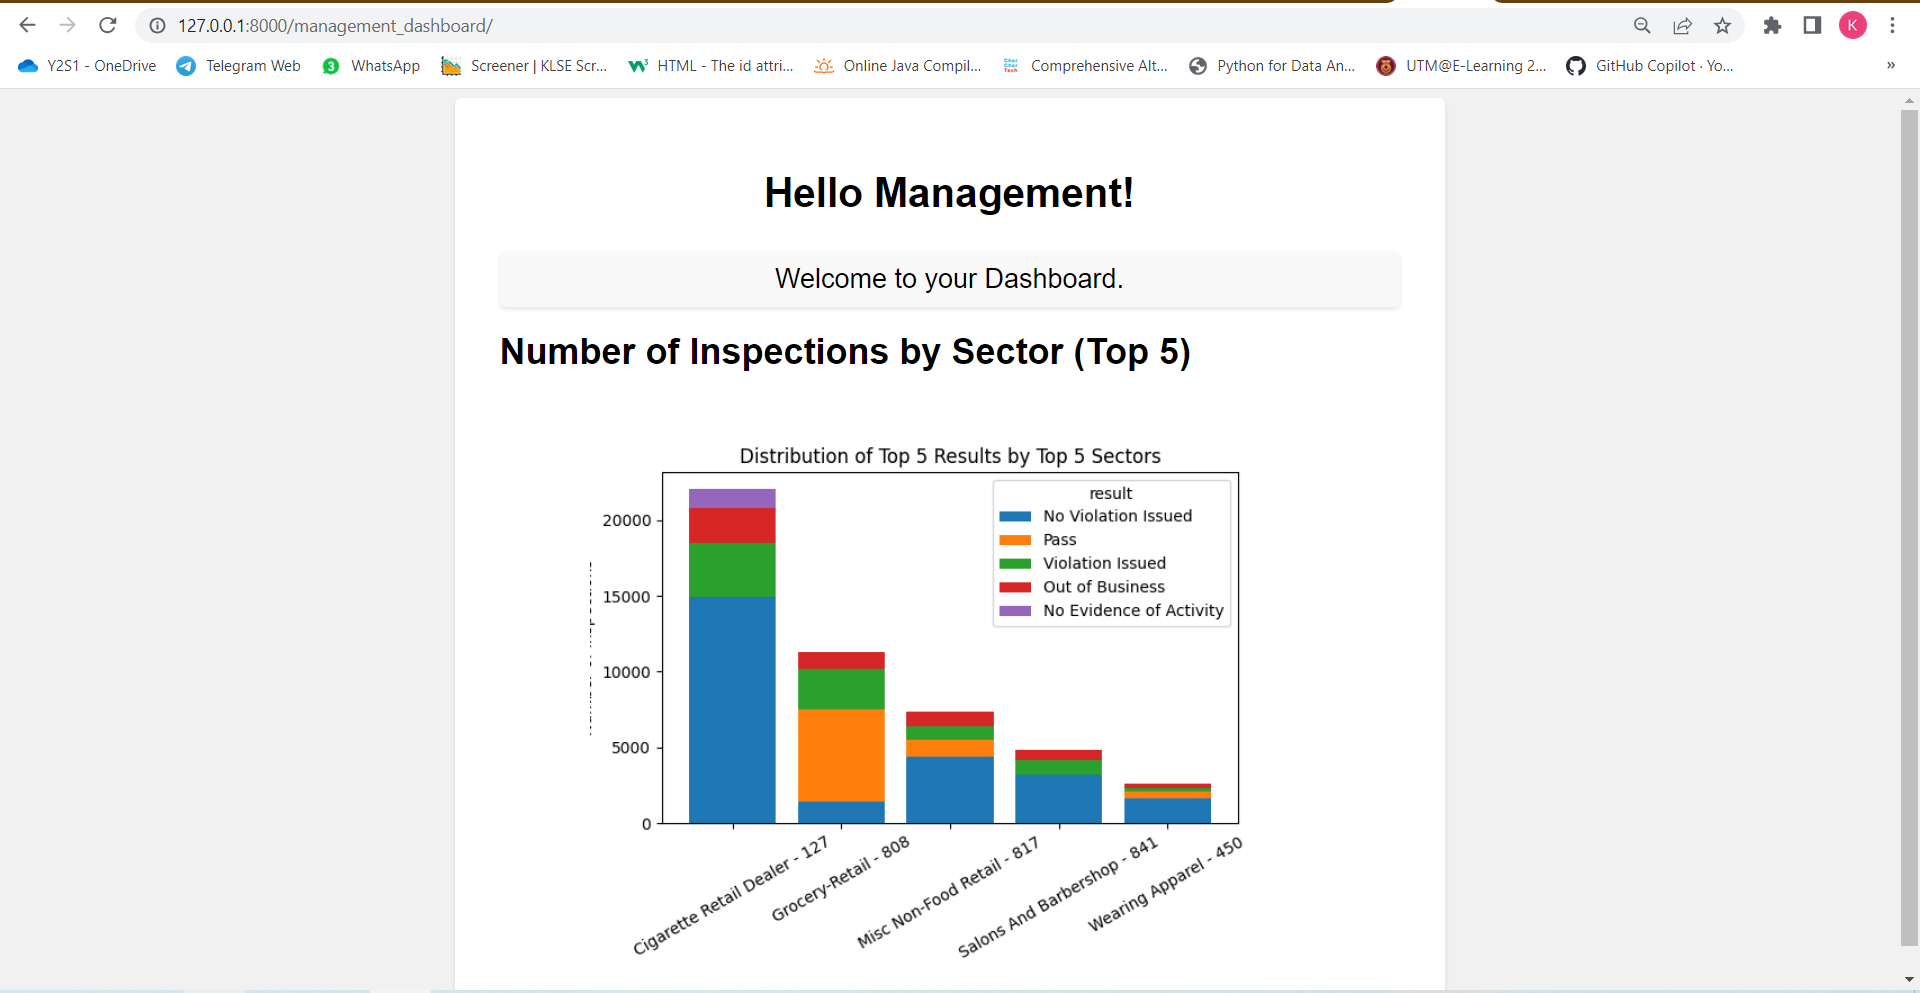 127.0.0.1:8000/management_dashboard/
K
Y2S1 - OneDrive
Telegram Web
3
WhatsApp
Screener | KLSE Scr...
HTML - The id attri...
Online Java Compil...
Comprehensive Alt...
Python for Data An...
UTM@E-Learning 2...
GitHub Copilot · Yo...
»
Hello Management!
Welcome to your Dashboard.
Number of Inspections by Sector (Top 5)
Distribution of Top 5 Results by Top 5 Sectors
result
No Violation Issued
Pass
Violation Issued
Out of Business
No Evidence of Activity
20000
15000
10000
5000
0
Cigarette Retail Dealer - 127
Grocery-Retail - 808
Misc Non-Food Retail - 817
Salons And Barbershop - 841
Wearing Apparel - 450